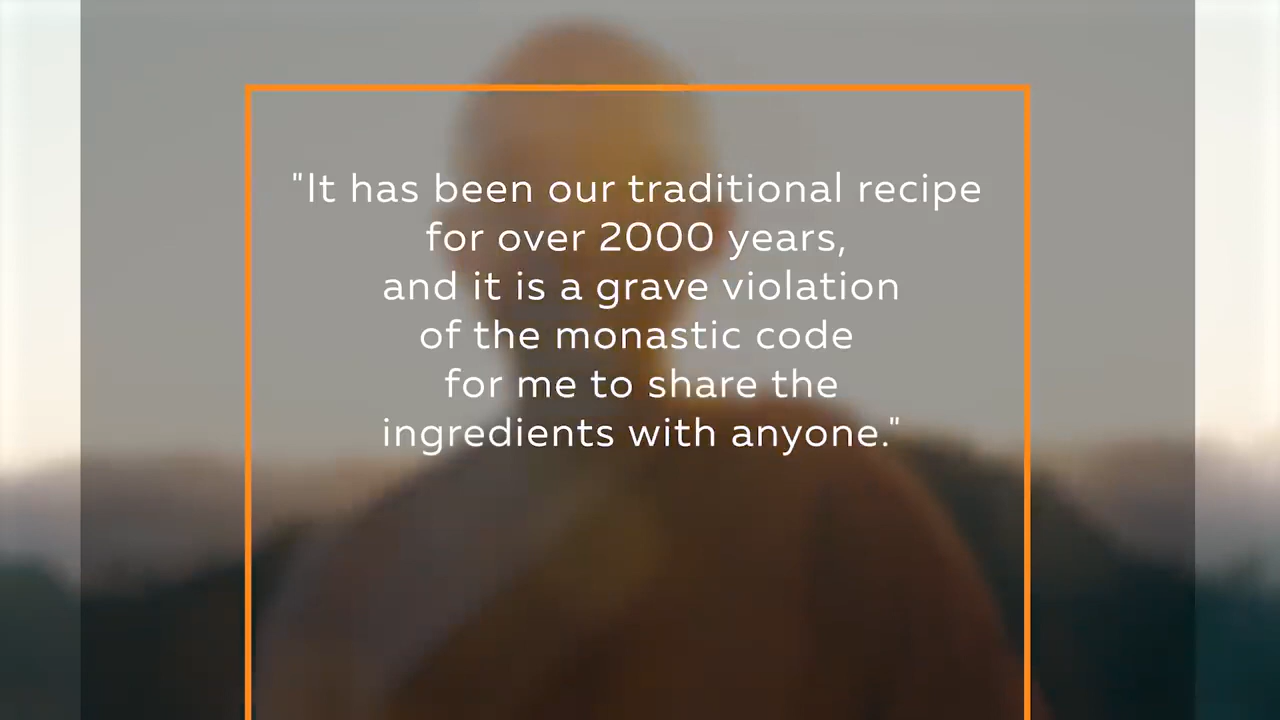 "It has been our traditional recipe
for over 2000 years,
and it is a grave violation
of the monastic code
for me to share the
ingredients with anyone."